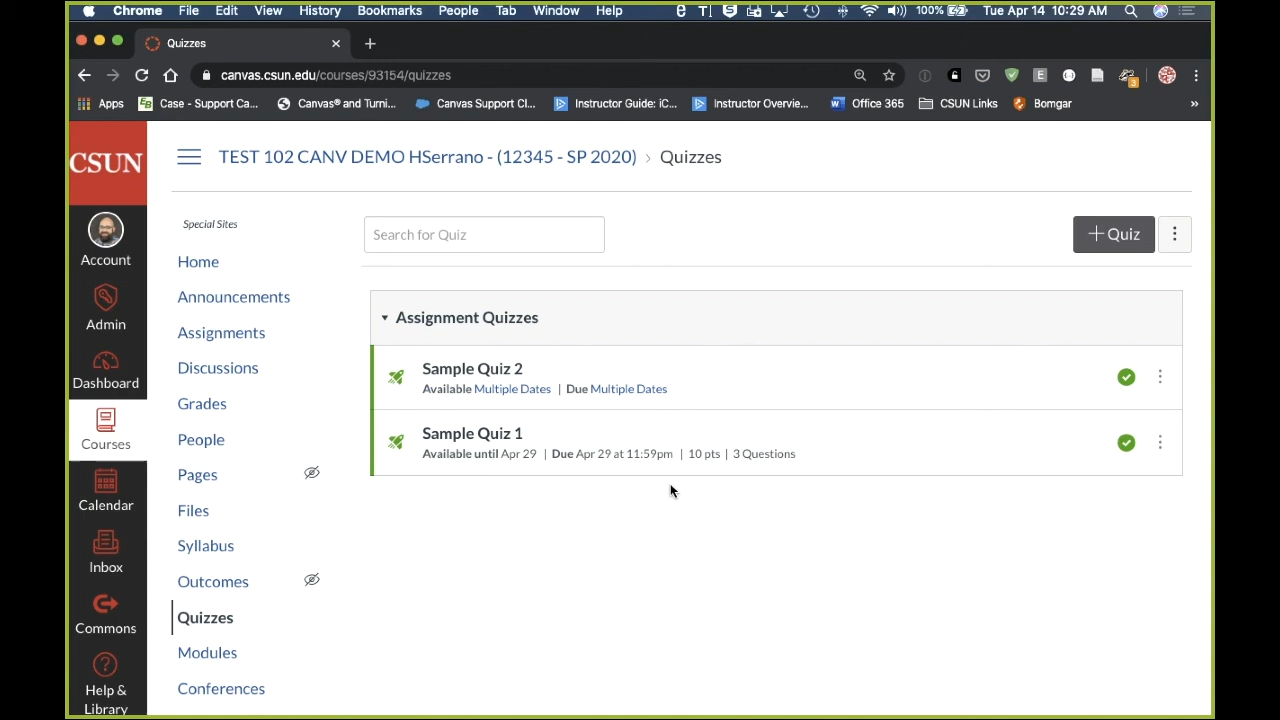 Chrome File Edit View History Bookmarks People Tab Window Help 100% Tue Apr 14 10:29 AM
Quizzes
canvas.csun.edu/courses/93154/quizzes
3
Apps Case - Support Ca... Canvas® and Turni... Canvas Support Cl... Instructor Guide: iC... Instructor Overvie... Office 365 CSUN Links Bomgar »
CSUN
TEST 102 CANV DEMO HSerrano - (12345 - SP 2020) › Quizzes
Special Sites
Search for Quiz
+ Quiz
Account
Admin
Dashboard
Courses
Calendar
Inbox
Commons
Help &
Library
Home
Announcements
Assignments
Discussions
Grades
People
Pages
Files
Syllabus
Outcomes
Quizzes
Modules
Conferences
Assignment Quizzes
Sample Quiz 2
Available Multiple Dates | Due Multiple Dates
Sample Quiz 1
Available until Apr 29 | Due Apr 29 at 11:59pm | 10 pts | 3 Questions